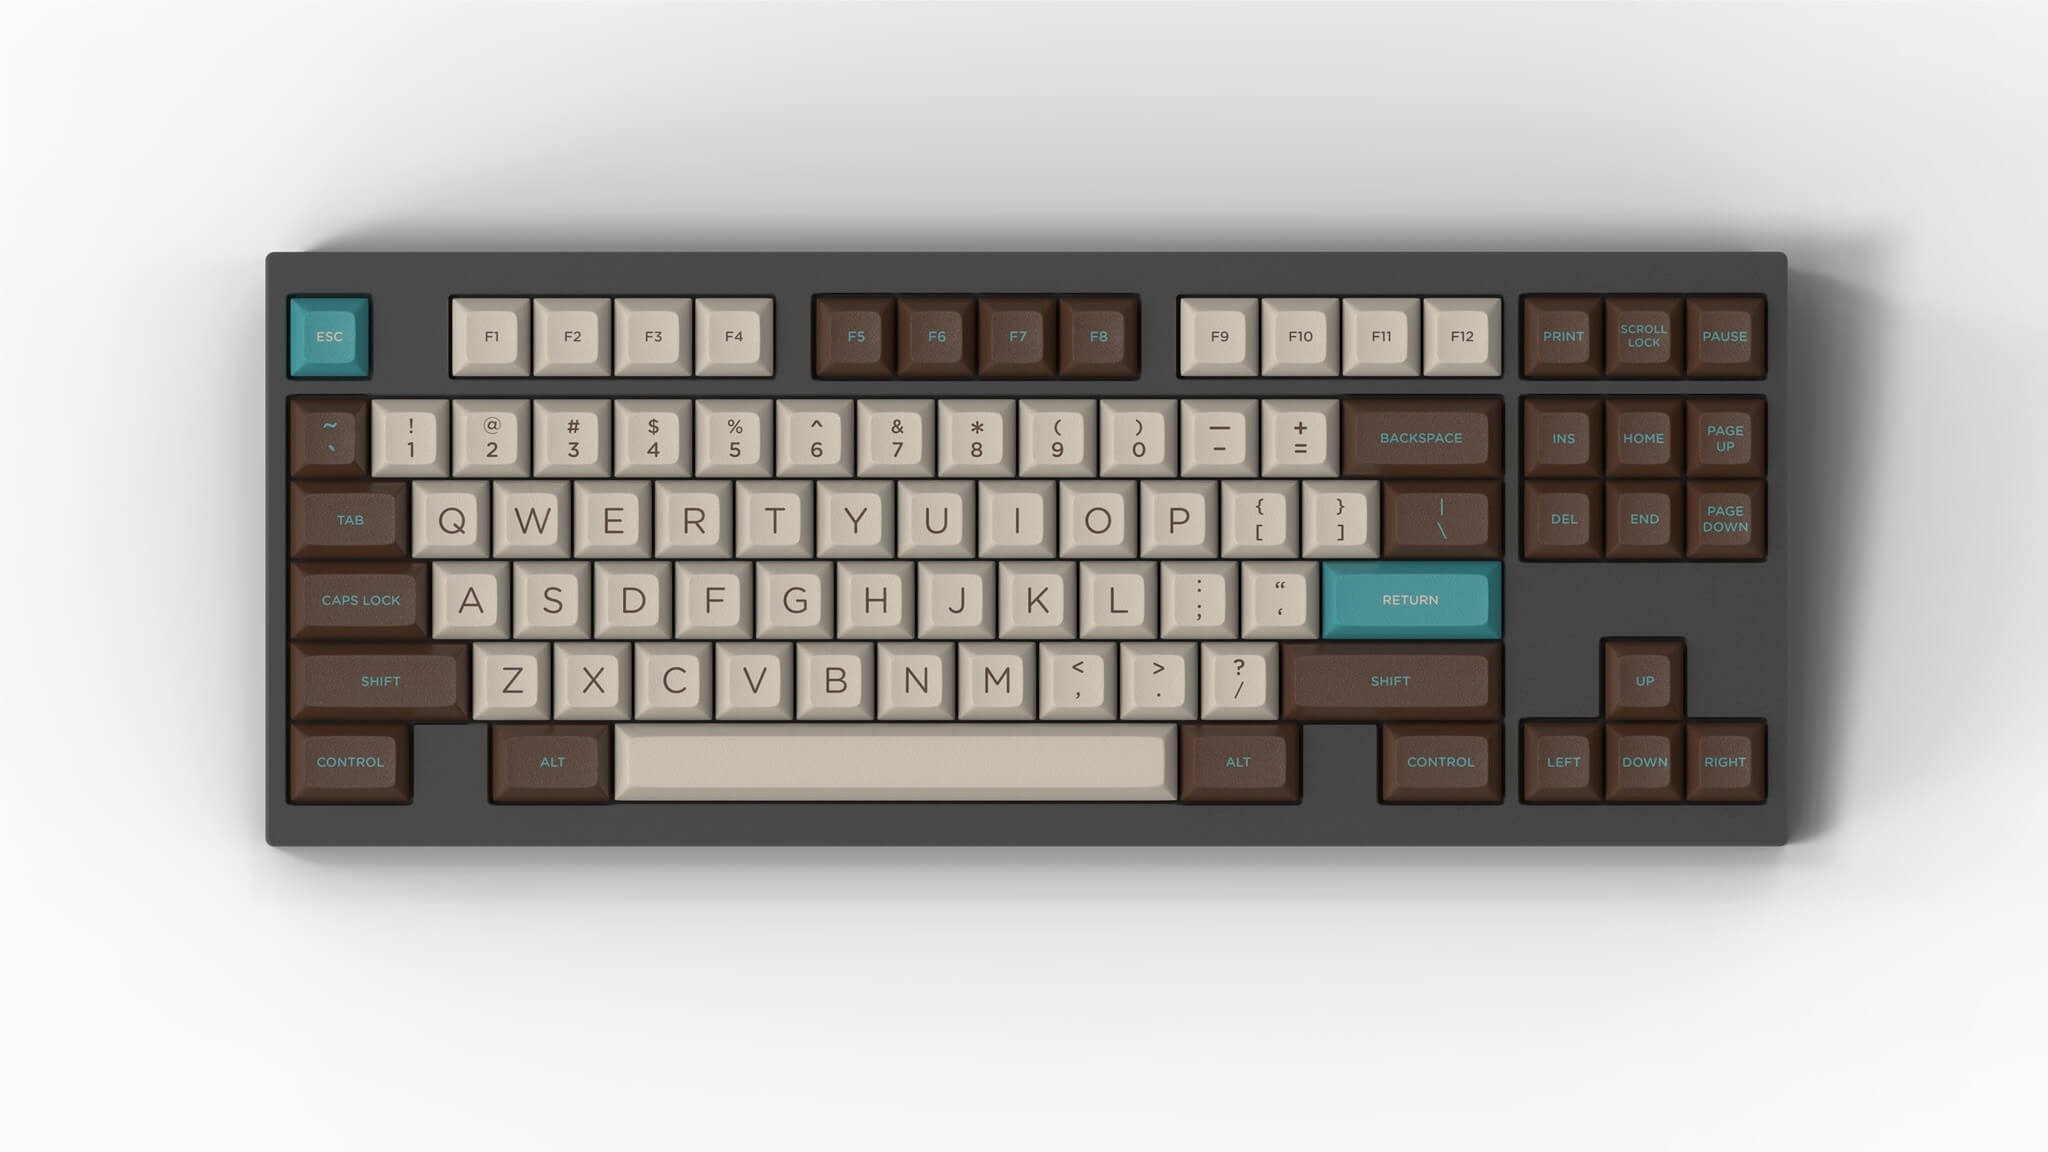 ESC F1 F2 F3 F4 F5 F6 F7 F8 F9 F10 F11 F12 PRINT SCROLL LOCK PAUSE
~ ! @ # $ % ^ & * ( ) — +
` 1 2 3 4 5 6 7 8 9 0 - = BACKSPACE INS HOME PAGE UP
TAB Q W E R T Y U I O P { [ } ] | \ DEL END PAGE DOWN
CAPS LOCK A S D F G H J K L : ; “ ‘ RETURN
SHIFT Z X C V B N M < , > . ? / SHIFT UP
CONTROL ALT ALT CONTROL LEFT DOWN RIGHT